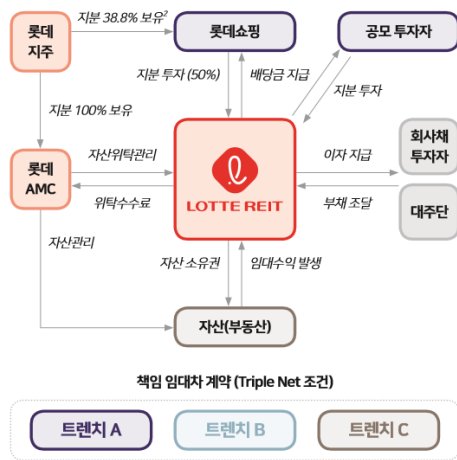 롯데
지주
지분 38.8% 보유²
롯데쇼핑
공모 투자자
지분 투자 (50%)
배당금 지급
지분 투자
지분 100% 보유
롯데
AMC
자산위탁관리
위탁수수료
LOTTE REIT
이자 지급
부채 조달
회사채
투자자
대주단
자산관리
자산 소유권
임대수익 발생
자산(부동산)
책임 임대차 계약 (Triple Net 조건)
트렌치 A
트렌치 B
트렌치 C